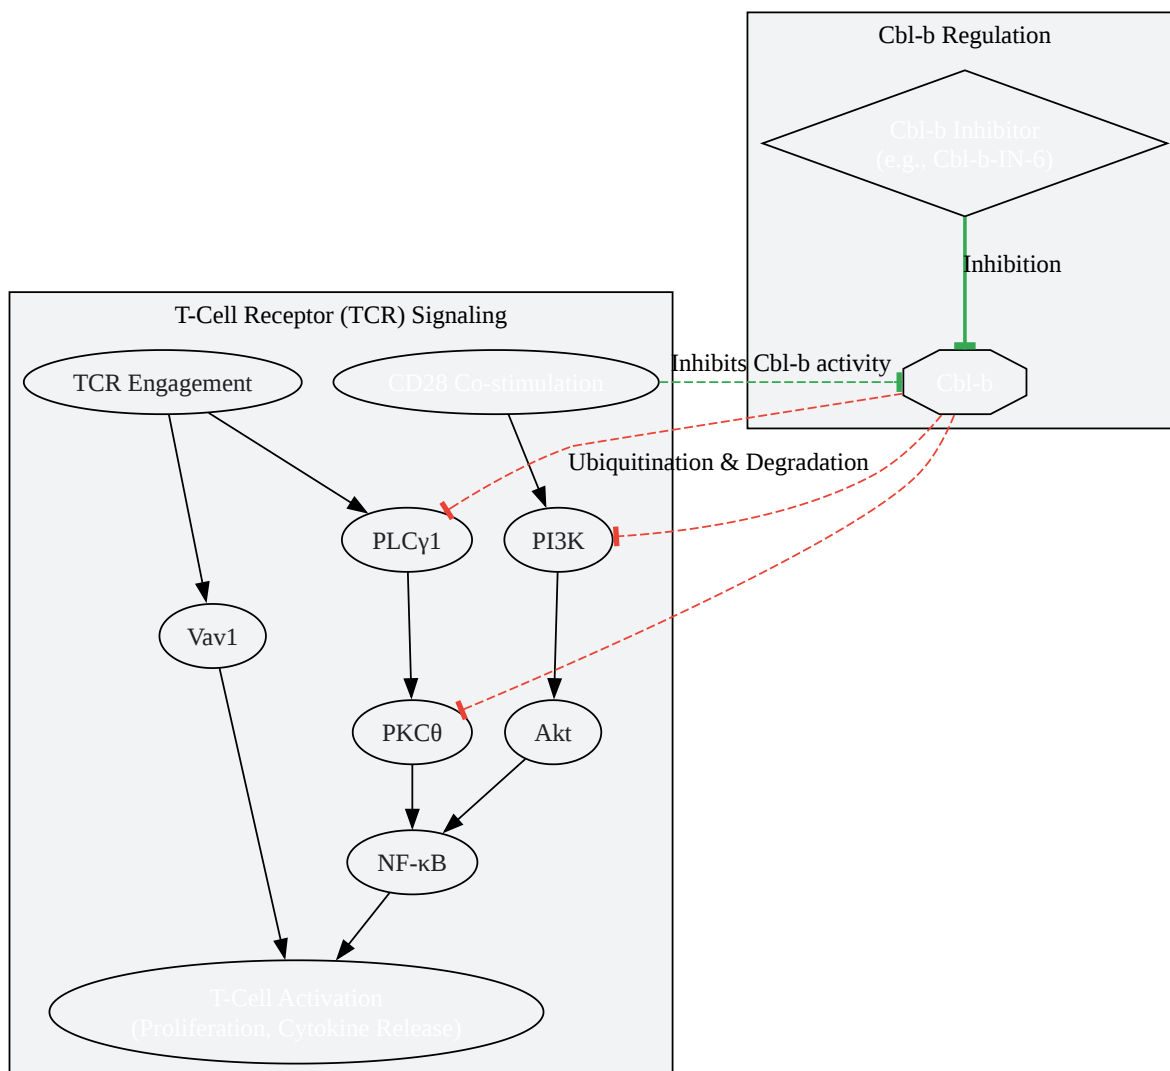 Cbl-b Regulation
Cbl-b Inhibitor
(e.g., Cbl-b-IN-6)
Inhibition
T-Cell Receptor (TCR) Signaling
TCR Engagement
CD28 Co-stimulation
Inhibits Cbl-b activity
Cbl-b
Ubiquitination & Degradation
PLCγ1
PI3K
Vav1
PKCθ
Akt
NF-κB
T-Cell Activation
(Proliferation, Cytokine Release)